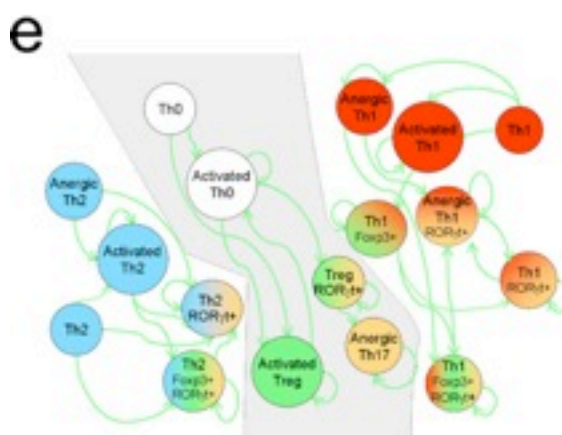 e
Th0
Activated
Th0
Anergic
Th2
Activated
Th2
Th2
Th2
RORγt+
Th2
Foxp3+
RORγt+
Activated
Treg
Treg
RORγt+
Anergic
Th17
Anergic
Th1
Activated
Th1
Th1
Th1
Foxp3+
Anergic
Th1
RORγt+
Th1
RORγt+
Th1
Foxp3+
RORγt+